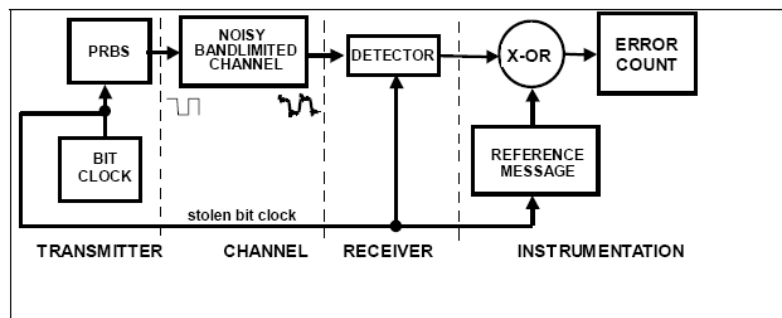 PRBS
NOISY
BANDLIMITED
CHANNEL
DETECTOR
X-OR
ERROR
COUNT
BIT
CLOCK
REFERENCE
MESSAGE
stolen bit clock
TRANSMITTER
CHANNEL
RECEIVER
INSTRUMENTATION